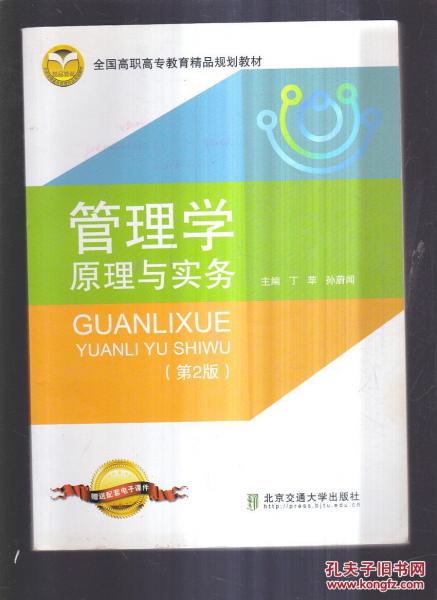 全国高职高专教育精品规划教材
管理学
原理与实务
主编 丁 苹 孙蔚闻
GUANLIXUE
YUANLI YU SHIWU
(第2版)
赠送配套电子课件
北京交通大学出版社
http://press.bjtu.edu.cn
孔夫子旧书网